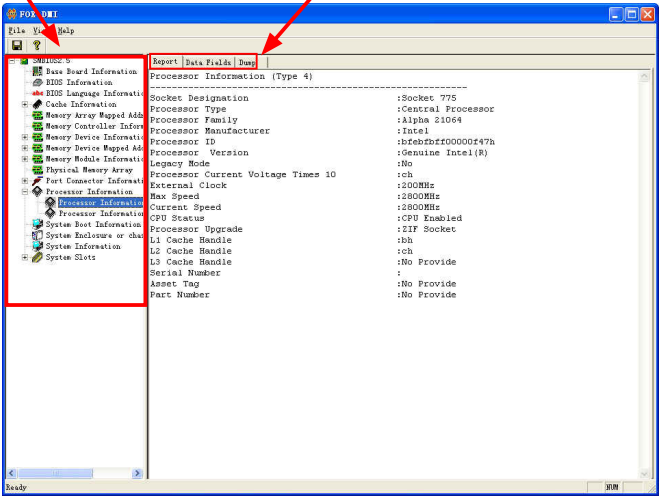 FOX DMI
File Vi Help
SMBIOS2.5
Base Board Information
BIOS Information
abc BIOS Language Informatic
Cache Information
Memory Array Mapped Addr
Memory Controller Inform
Memory Device Informatic
Memory Device Mapped Add
Memory Module Informatic
Physical Memory Array
Port Connector Informati
Processor Information
Processor Informatio
Processor Informatio
System Boot Information
System Enclosure or chas
System Information
System Slots
Report Data Fields Dump
Processor Information (Type 4)
Socket Designation :Socket 775
Processor Type :Central Processor
Processor Family :Alpha 21064
Processor Manufacturer :Intel
Processor ID :bfebfbff00000f47h
Processor Version :Genuine Intel(R)
Legacy Mode :No
Processor Current Voltage Times 10 :ch
External Clock :200MHz
Max Speed :2800MHz
Current Speed :2800MHz
CPU Status :CPU Enabled
Processor Upgrade :ZIF Socket
L1 Cache Handle :bh
L2 Cache Handle :ch
L3 Cache Handle :No Provide
Serial Number :
Asset Tag :No Provide
Part Number :No Provide
Ready NUM